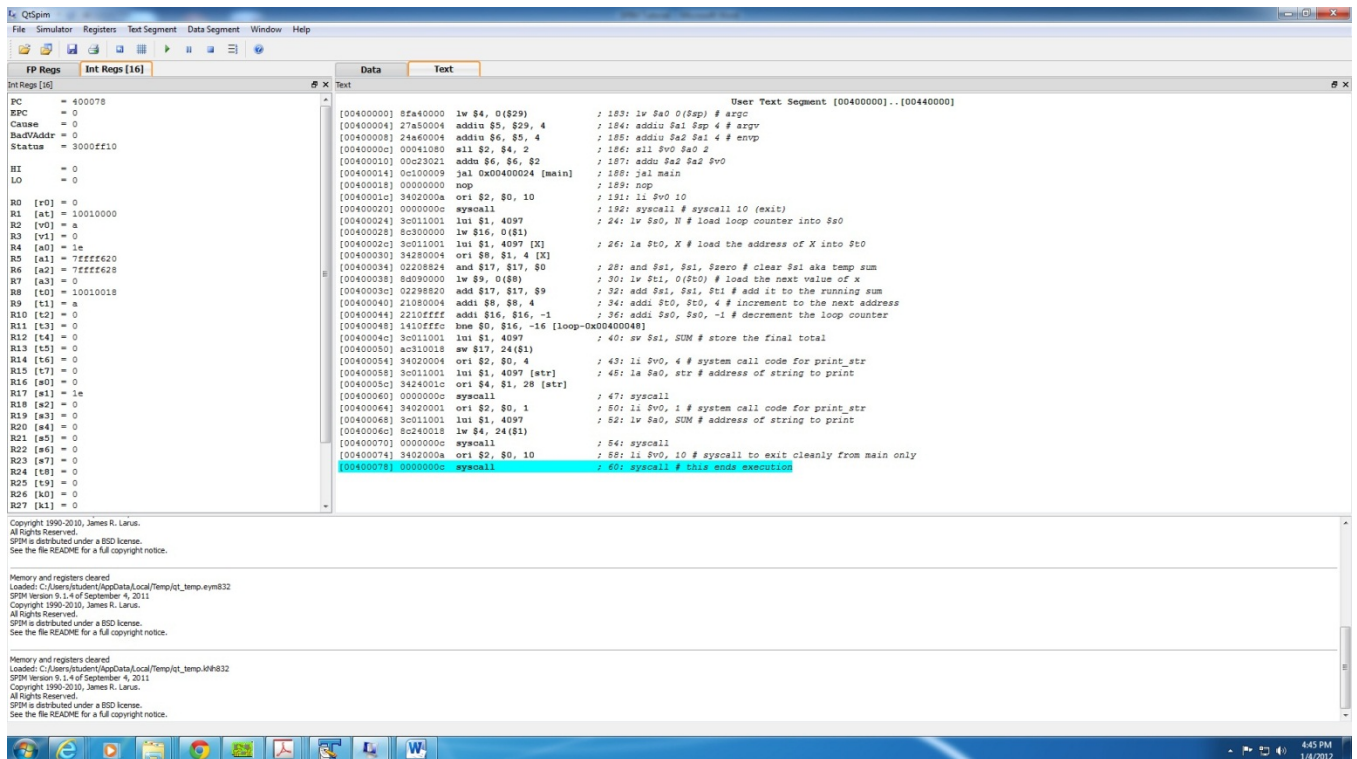 QtSpim
File Simulator Registers Text Segment Data Segment Window Help
FP Regs Int Regs [16]
Int Regs [16]
PC = 400078
EPC = 0
Cause = 0
BadVAddr = 0
Status = 3000ff10
HI = 0
LO = 0
R0 [r0] = 0
R1 [at] = 10010000
R2 [v0] = a
R3 [v1] = 0
R4 [a0] = 1e
R5 [a1] = 7ffff620
R6 [a2] = 7ffff628
R7 [a3] = 0
R8 [t0] = 10010018
R9 [t1] = a
R10 [t2] = 0
R11 [t3] = 0
R12 [t4] = 0
R13 [t5] = 0
R14 [t6] = 0
R15 [t7] = 0
R16 [s0] = 0
R17 [s1] = 1e
R18 [s2] = 0
R19 [s3] = 0
R20 [s4] = 0
R21 [s5] = 0
R22 [s6] = 0
R23 [s7] = 0
R24 [t8] = 0
R25 [t9] = 0
R26 [k0] = 0
R27 [k1] = 0
Data Text
Text
User Text Segment [00400000]..[00440000]
[00400000] 8fa40000 lw $4, 0($29) ; 183: lw $a0 0($sp) # argc
[00400004] 27a50004 addiu $5, $29, 4 ; 184: addiu $a1 $sp 4 # argv
[00400008] 24a60004 addiu $6, $5, 4 ; 185: addiu $a2 $a1 4 # envp
[0040000c] 00041080 sll $2, $4, 2 ; 186: sll $v0 $a0 2
[00400010] 00c23021 addu $6, $6, $2 ; 187: addu $a2 $a2 $v0
[00400014] 0c100009 jal 0x00400024 [main] ; 188: jal main
[00400018] 00000000 nop ; 189: nop
[0040001c] 3402000a ori $2, $0, 10 ; 191: li $v0 10
[00400020] 0000000c syscall ; 192: syscall # syscall 10 (exit)
[00400024] 3c011001 lui $1, 4097 ; 24: lw $s0, N # load loop counter into $s0
[00400028] 8c300000 lw $16, 0($1)
[0040002c] 3c011001 lui $1, 4097 [X] ; 26: la $t0, X # load the address of X into $t0
[00400030] 34280004 ori $8, $1, 4 [X]
[00400034] 02208824 and $17, $17, $0 ; 28: and $s1, $s1, $zero # clear $s1 aka temp sum
[00400038] 8d090000 lw $9, 0($8) ; 30: lw $t1, 0($t0) # load the next value of x
[0040003c] 02298820 add $17, $17, $9 ; 32: add $s1, $s1, $t1 # add it to the running sum
[00400040] 21080004 addi $8, $8, 4 ; 34: addi $t0, $t0, 4 # increment to the next address
[00400044] 2210ffff addi $16, $16, -1 ; 36: addi $s0, $s0, -1 # decrement the loop counter
[00400048] 1410fffc bne $0, $16, -16 [loop-0x00400048]
[0040004c] 3c011001 lui $1, 4097 ; 40: sw $s1, SUM # store the final total
[00400050] ac310018 sw $17, 24($1)
[00400054] 34020004 ori $2, $0, 4 ; 43: li $v0, 4 # system call code for print_str
[00400058] 3c011001 lui $1, 4097 [str] ; 45: la $a0, str # address of string to print
[0040005c] 3424001c ori $4, $1, 28 [str]
[00400060] 0000000c syscall ; 47: syscall
[00400064] 34020001 ori $2, $0, 1 ; 50: li $v0, 1 # system call code for print_str
[00400068] 3c011001 lui $1, 4097 ; 52: lw $a0, SUM # address of string to print
[0040006c] 8c240018 lw $4, 24($1)
[00400070] 0000000c syscall ; 54: syscall
[00400074] 3402000a ori $2, $0, 10 ; 58: li $v0, 10 # syscall to exit cleanly from main only
[00400078] 0000000c syscall ; 60: syscall # this ends execution
Copyright 1990-2010, James R. Larus.
All Rights Reserved.
SPIM is distributed under a BSD license.
See the file README for a full copyright notice.
Memory and registers cleared
Loaded: C:/Users/student/AppData/Local/Temp/qt_temp.eym832
SPIM Version 9.1.4 of September 4, 2011
Copyright 1990-2010, James R. Larus.
All Rights Reserved.
SPIM is distributed under a BSD license.
See the file README for a full copyright notice.
Memory and registers cleared
Loaded: C:/Users/student/AppData/Local/Temp/qt_temp.kNh832
SPIM Version 9.1.4 of September 4, 2011
Copyright 1990-2010, James R. Larus.
All Rights Reserved.
SPIM is distributed under a BSD license.
See the file README for a full copyright notice.
4:45 PM
1/4/2012